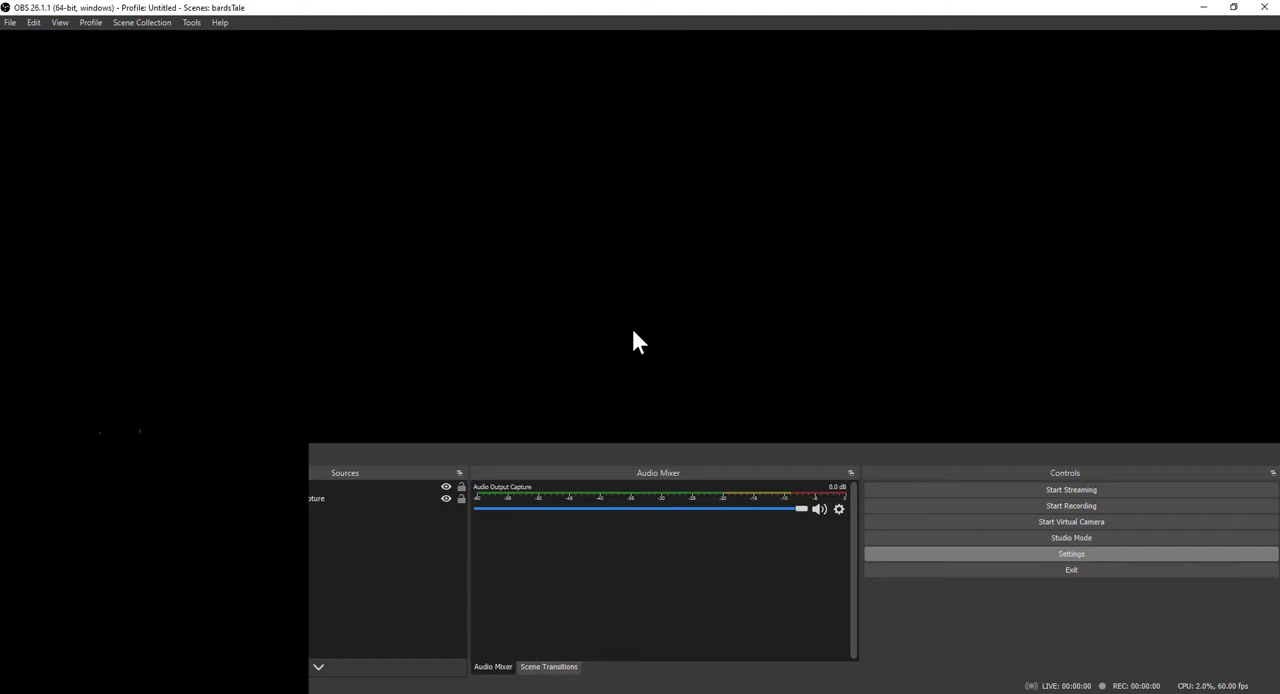 OBS 26.1.1 (64-bit, windows) - Profile: Untitled - Scenes: bardsTale
File Edit View Profile Scene Collection Tools Help
Sources Audio Mixer Controls
Audio Output Capture 0.0 dB Start Streaming
pture Start Recording
Start Virtual Camera
Studio Mode
Settings
Exit
Audio Mixer Scene Transitions
LIVE: 00:00:00 REC: 00:00:00 CPU: 2.0%, 60.00 fps